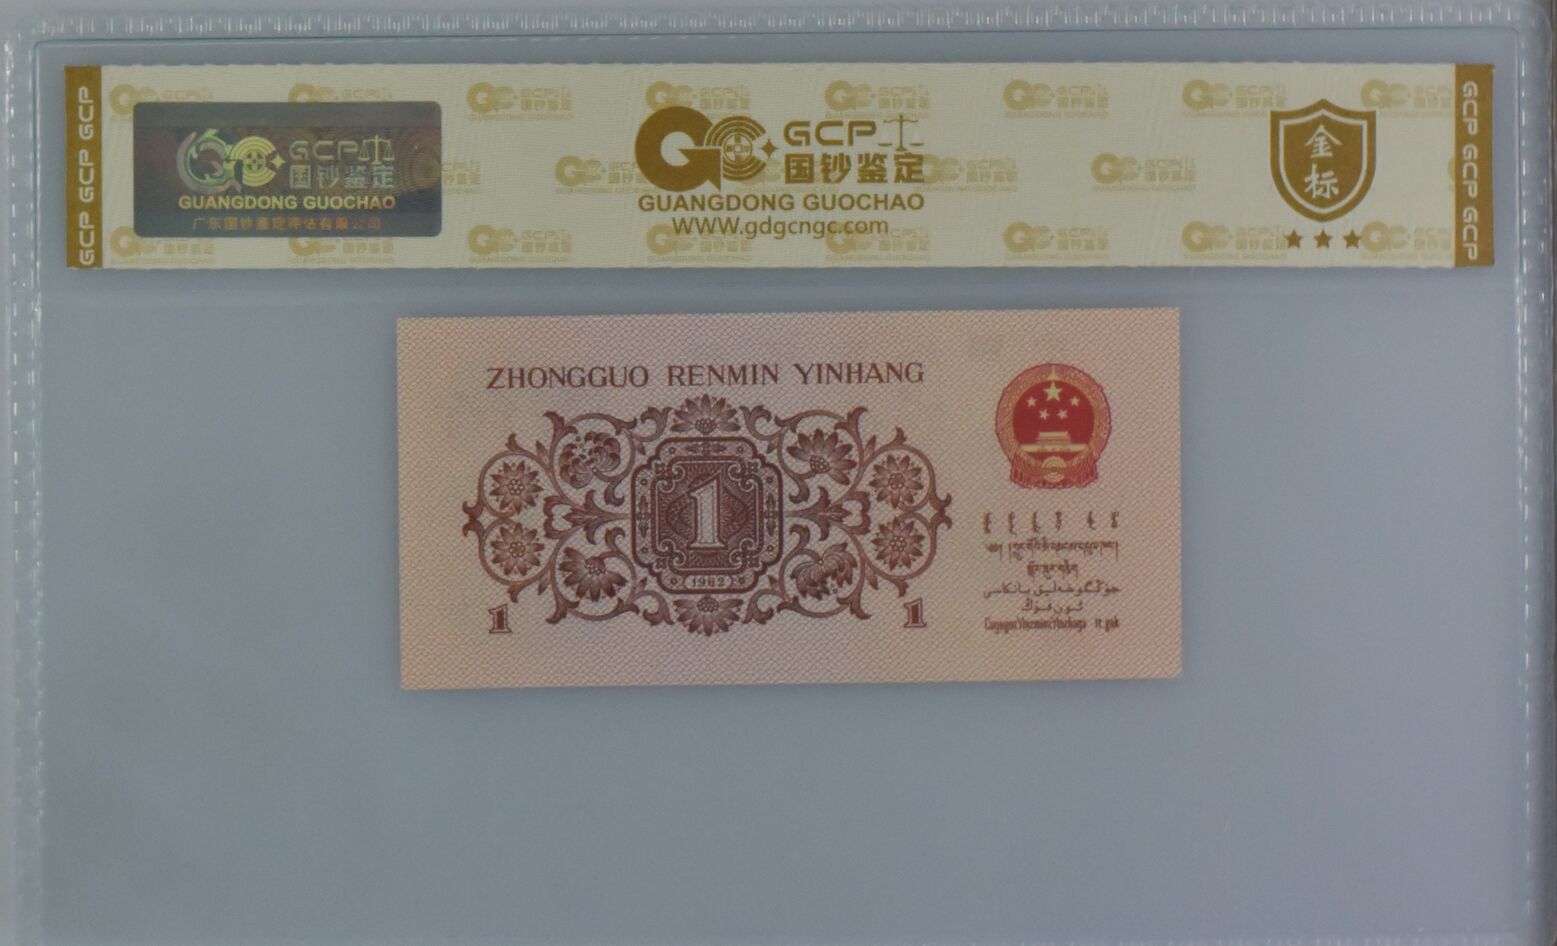 GCP GCP GCP
GCP 国钞鉴定
GUANGDONG GUOCHAO
广东国钞鉴定评估有限公司
GCP
国钞鉴定
GUANGDONG GUOCHAO
www.gdgcngc.com
金标
GCP GCP GCP
ZHONGGUO RENMIN YINHANG
1
1962
1 1
جۇڭگوخەلىق بانكاسى